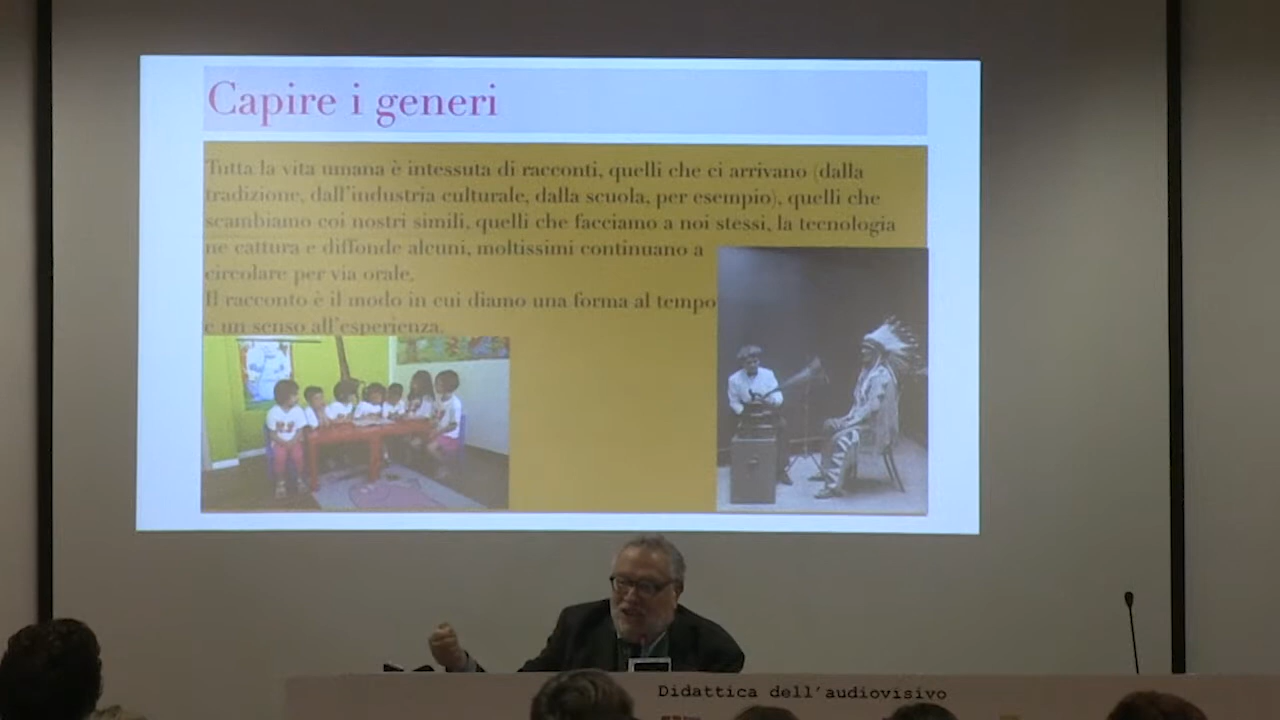 Capire i generi
Tutta la vita umana è intessuta di racconti, quelli che ci arrivano (dalla
tradizione, dall'industria culturale, dalla scuola, per esempio), quelli che
scambiamo coi nostri simili, quelli che facciamo a noi stessi, la tecnologia
ne cattura e diffonde alcuni, moltissimi continuano a
circolare per via orale.
Il racconto è il modo in cui diamo una forma al tempo
e un senso all'esperienza.
Didattica dell'audiovisivo